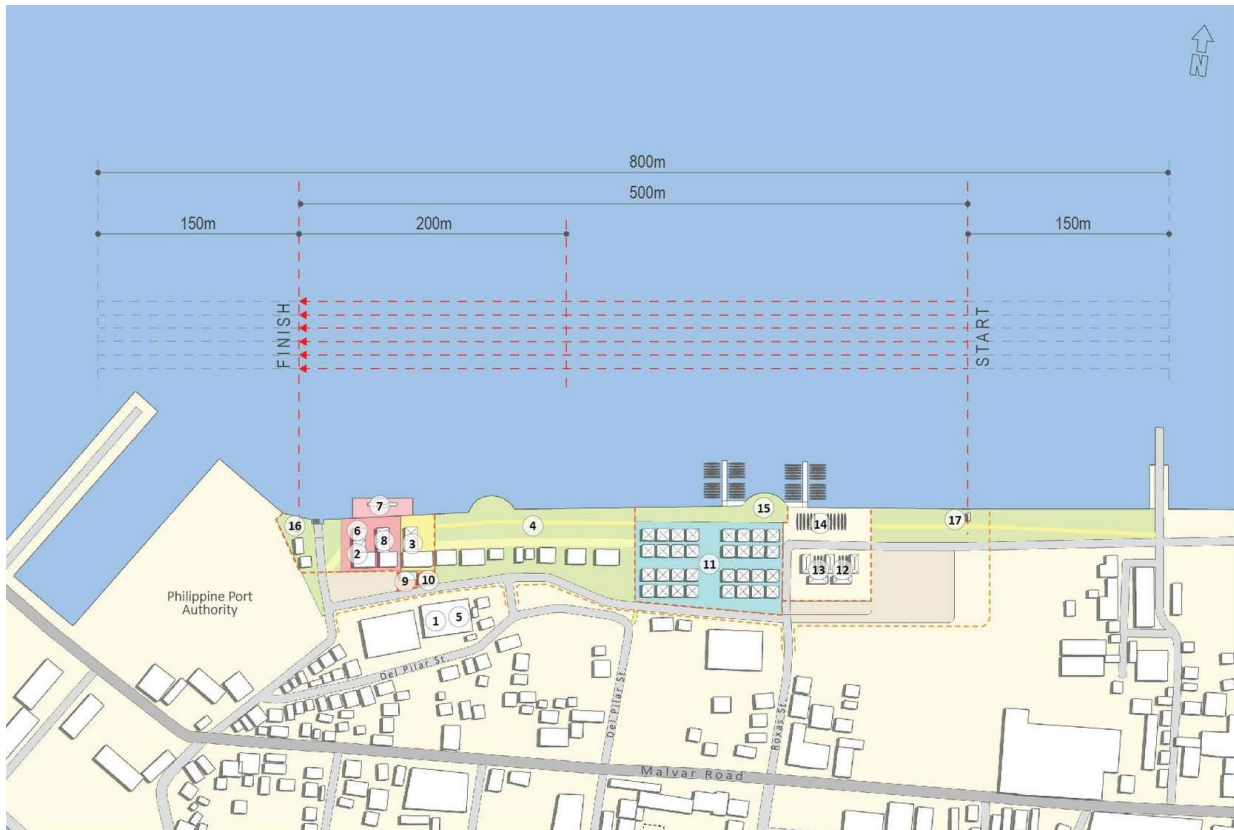 N
800m
500m
150m
200m
150m
FINISH
START
16
7
6
2
8
3
4
15
14
17
11
13
12
9
10
1
5
Philippine Port
Authority
Del Pilar St.
Del Pilar St.
Roxas St.
Malvar Road